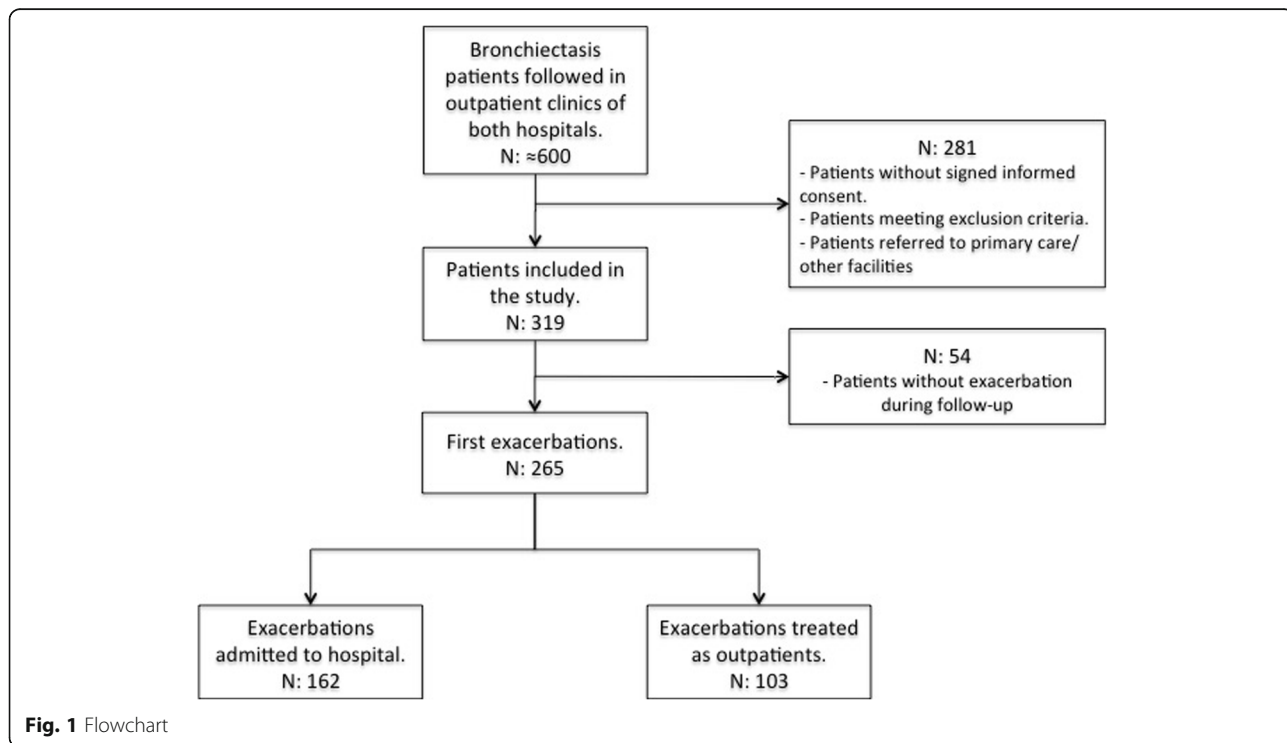 Bronchiectasis
patients followed in
outpatient clinics of
both hospitals.
N: ≈600
N: 281
- Patients without signed informed
consent.
- Patients meeting exclusion criteria.
- Patients referred to primary care/
other facilities
Patients included in
the study.
N: 319
N: 54
- Patients without exacerbation
during follow-up
First exacerbations.
N: 265
Exacerbations
admitted to hospital.
N: 162
Exacerbations treated
as outpatients.
N: 103
Fig. 1 Flowchart